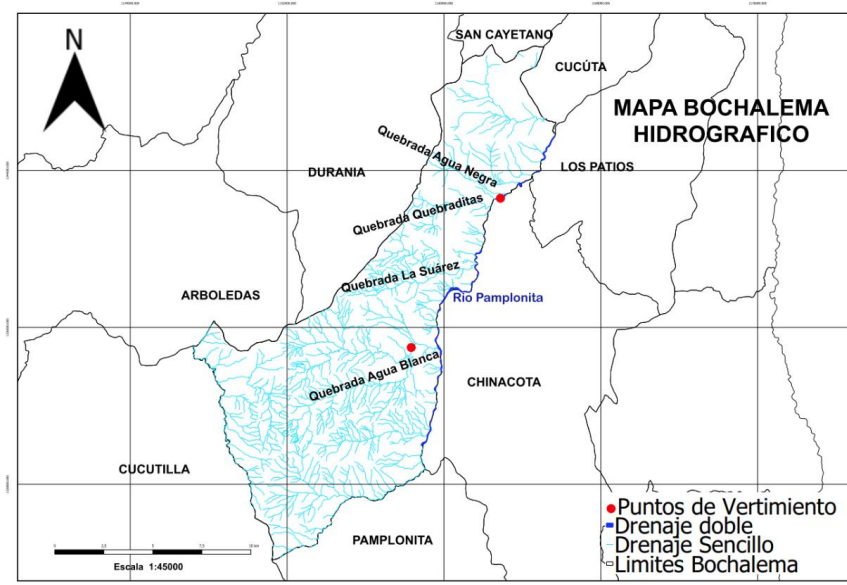 N
SAN CAYETANO
CUCÚTA
MAPA BOCHALEMA
HIDROGRAFICO
Quebrada Agua Negra
LOS PATIOS
DURANIA
Quebrada Quebraditas
Quebrada La Suárez
ARBOLEDAS
Río Pamplonita
Quebrada Agua Blanca
CHINACOTA
CUCUTILLA
PAMPLONITA
Escala 1:45000
Puntos de Vertimiento
Drenaje doble
Drenaje Sencillo
Limites Bochalema